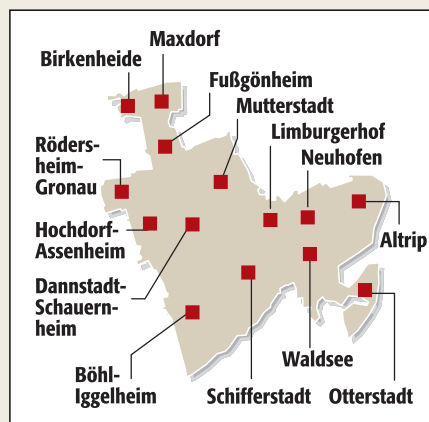 Maxdorf
Birkenheide
Fußgönheim
Mutterstadt
Limburgerhof
Neuhofen
Röders-
heim-
Gronau
Hochdorf-
Assenheim
Altrip
Dannstadt-
Schauern-
heim
Böhl-
Iggelheim
Schifferstadt
Waldsee
Otterstadt